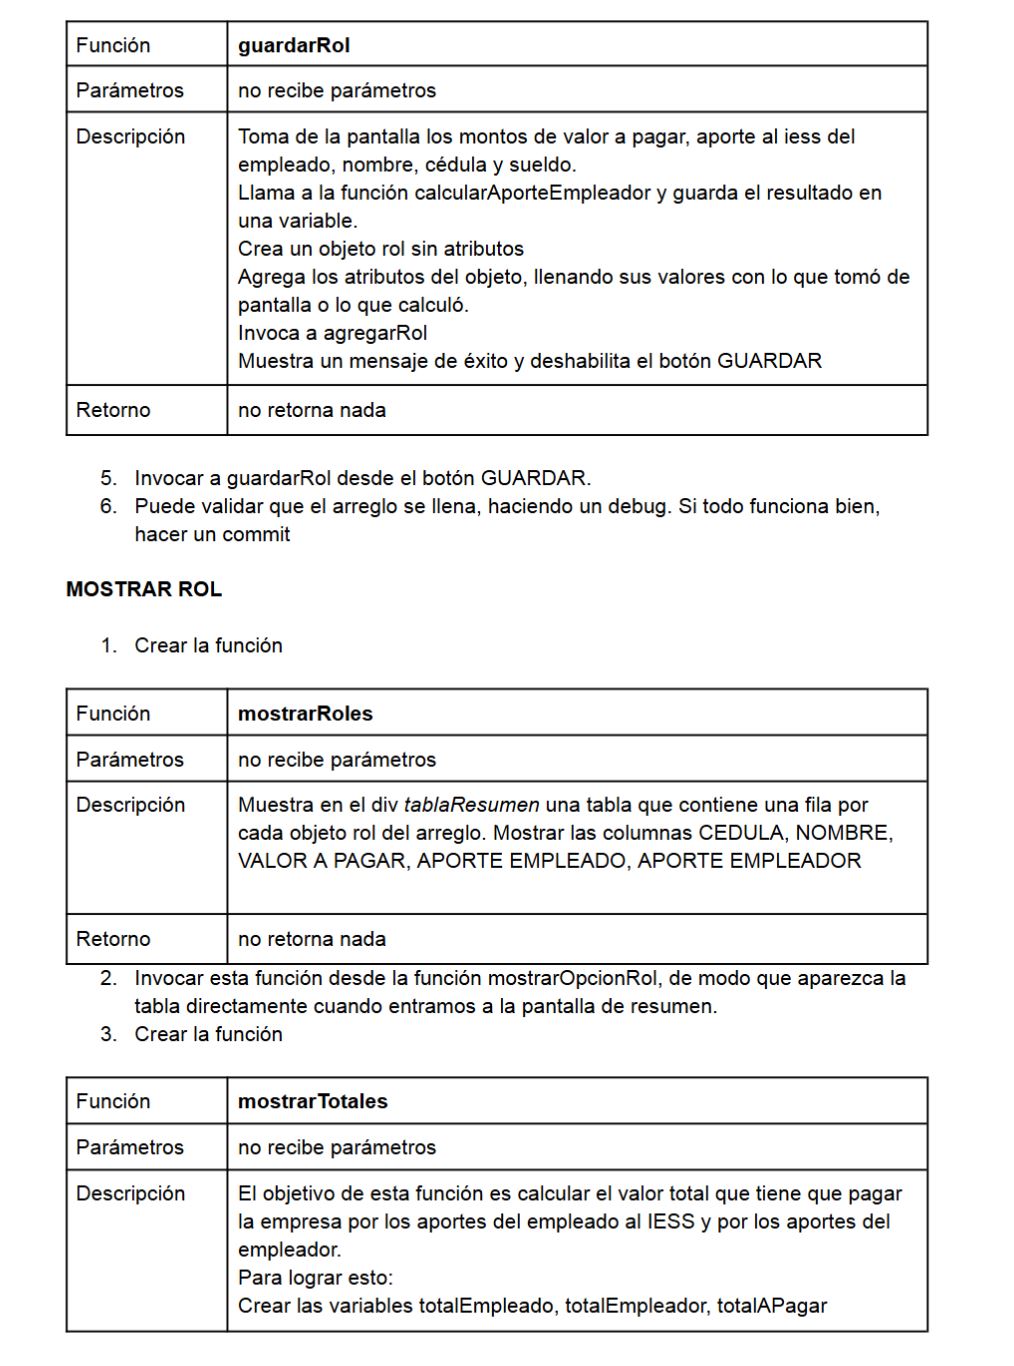 Función guardarRol
Parámetros no recibe parámetros
Descripción Toma de la pantalla los montos de valor a pagar, aporte al iess del
empleado, nombre, cédula y sueldo.
Llama a la función calcularAporteEmpleador y guarda el resultado en
una variable.
Crea un objeto rol sin atributos
Agrega los atributos del objeto, llenando sus valores con lo que tomó de
pantalla o lo que calculó.
Invoca a agregarRol
Muestra un mensaje de éxito y deshabilita el botón GUARDAR
Retorno no retorna nada
5. Invocar a guardarRol desde el botón GUARDAR.
6. Puede validar que el arreglo se llena, haciendo un debug. Si todo funciona bien,
hacer un commit
MOSTRAR ROL
1. Crear la función
Función mostrarRoles
Parámetros no recibe parámetros
Descripción Muestra en el div tablaResumen una tabla que contiene una fila por
cada objeto rol del arreglo. Mostrar las columnas CEDULA, NOMBRE,
VALOR A PAGAR, APORTE EMPLEADO, APORTE EMPLEADOR
Retorno no retorna nada
2. Invocar esta función desde la función mostrarOpcionRol, de modo que aparezca la
tabla directamente cuando entramos a la pantalla de resumen.
3. Crear la función
Función mostrarTotales
Parámetros no recibe parámetros
Descripción El objetivo de esta función es calcular el valor total que tiene que pagar
la empresa por los aportes del empleado al IESS y por los aportes del
empleador.
Para lograr esto:
Crear las variables totalEmpleado, totalEmpleador, totalAPagar